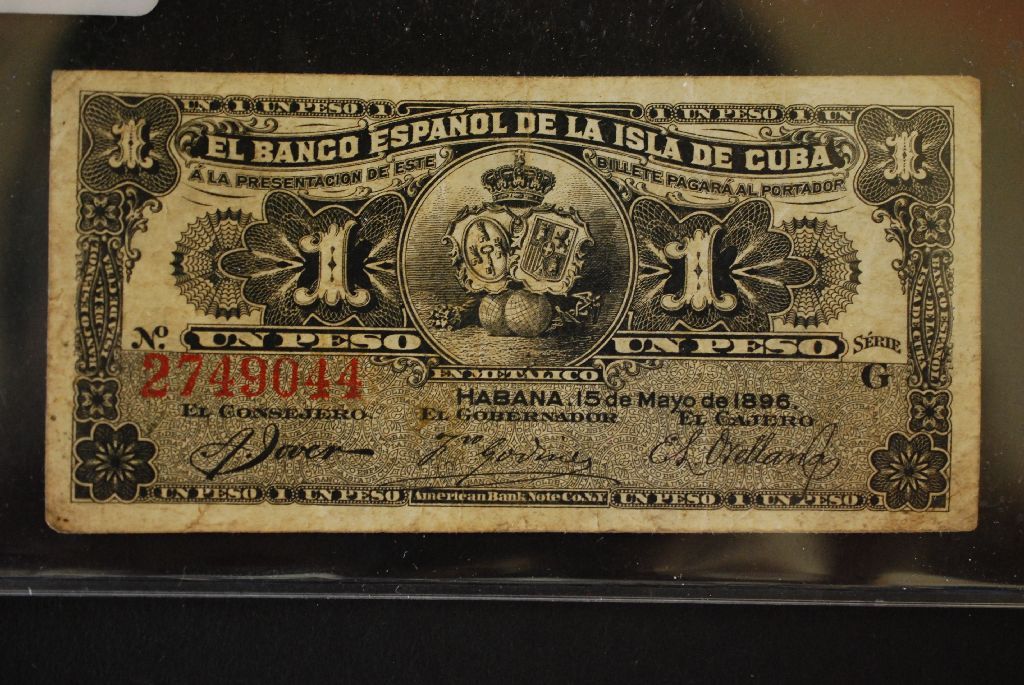 UN 1 UN PESO 1
1 UN PESO 1 UN
EL BANCO ESPAÑOL DE LA ISLA DE CUBA
Á LA PRESENTACION DE ESTE BILLETE PAGARÁ AL PORTADOR
1 1
1 1
Nº UN PESO UN PESO SÉRIE
2749044 G
EN METALICO
HABANA, 15 de Mayo de 1896.
EL CONSEJERO EL GOBERNADOR EL CAJERO
UN PESO 1 UN PESO American Bank Note Co. N.Y. UN PESO 1 UN PESO 1